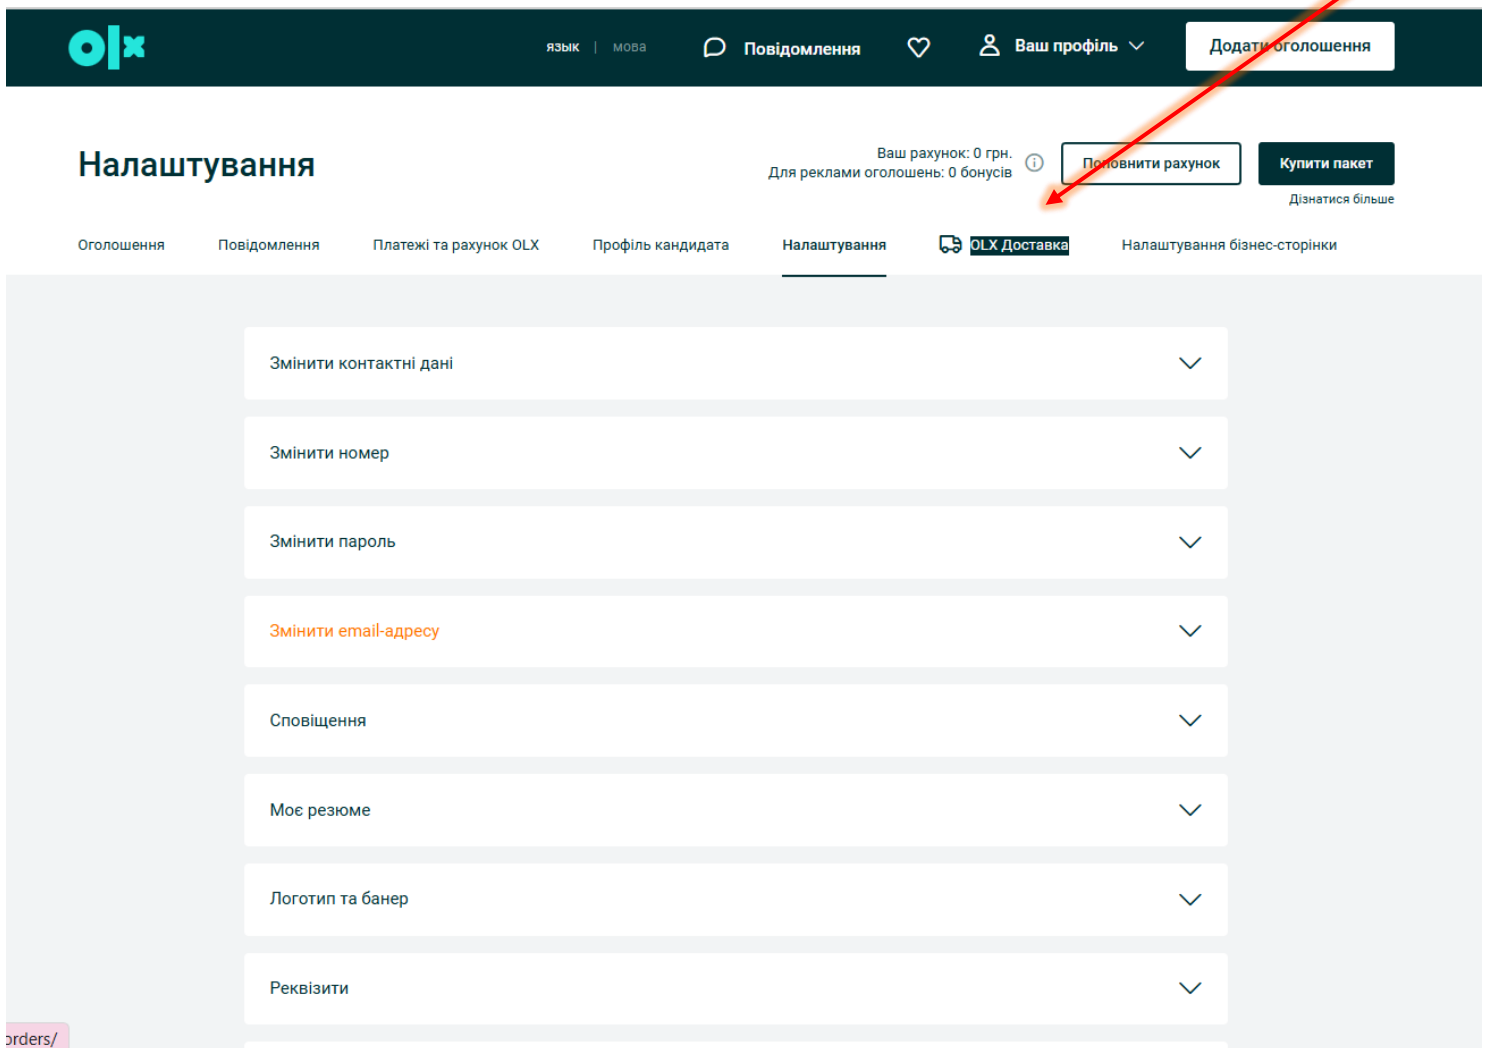 olx
язык | мова
Повідомлення
Ваш профіль
Додати оголошення
Налаштування
Ваш рахунок: 0 грн.
Для реклами оголошень: 0 бонусів
Поповнити рахунок
Купити пакет
Дізнатися більше
Оголошення
Повідомлення
Платежі та рахунок OLX
Профіль кандидата
Налаштування
OLX Доставка
Налаштування бізнес-сторінки
Змінити контактні дані
Змінити номер
Змінити пароль
Змінити email-адресу
Сповіщення
Моє резюме
Логотип та банер
Реквізити
orders/